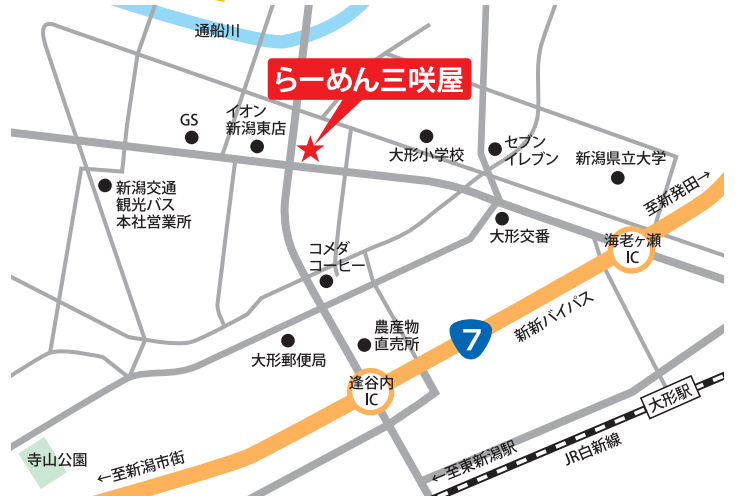 通船川
らーめん三咲屋
GS
イオン
新潟東店
大形小学校
セブン
イレブン
新潟県立大学
新潟交通
観光バス
本社営業所
至新発田→
大形交番
海老ヶ瀬
IC
コメダ
コーヒー
新新バイパス
7
農産物
直売所
大形郵便局
逢谷内
IC
大形駅
寺山公園
←至新潟市街
←至東新潟駅
JR白新線